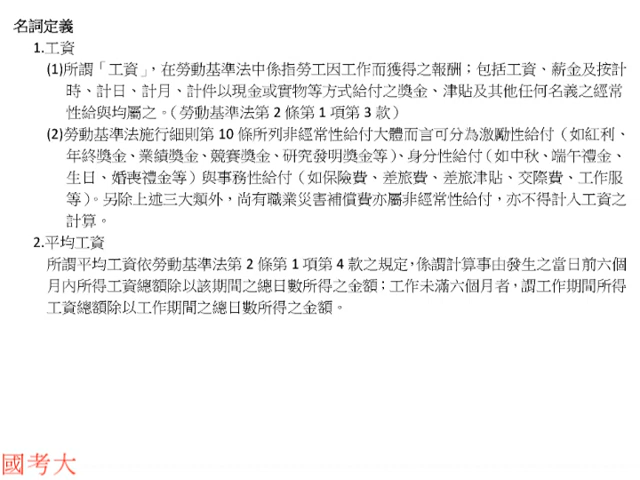 名詞定義
1.工資
(1)所謂「工資」，在勞動基準法中係指勞工因工作而獲得之報酬；包括工資、薪金及按計
時、計日、計月、計件以現金或實物等方式給付之獎金、津貼及其他任何名義之經常
性給與均屬之。（勞動基準法第 2 條第 1 項第 3 款）
(2)勞動基準法施行細則第 10 條所列非經常性給付大體而言可分為激勵性給付（如紅利、
年終獎金、業績獎金、競賽獎金、研究發明獎金等）、身分性給付（如中秋、端午禮金、
生日、婚喪禮金等）與事務性給付（如保險費、差旅費、差旅津貼、交際費、工作服
等）。另除上述三大類外，尚有職業災害補償費亦屬非經常性給付，亦不得計入工資之
計算。
2.平均工資
所謂平均工資依勞動基準法第 2 條第 1 項第 4 款之規定，係謂計算事由發生之當日前六個
月內所得工資總額除以該期間之總日數所得之金額；工作未滿六個月者，謂工作期間所得
工資總額除以工作期間之總日數所得之金額。
國考大